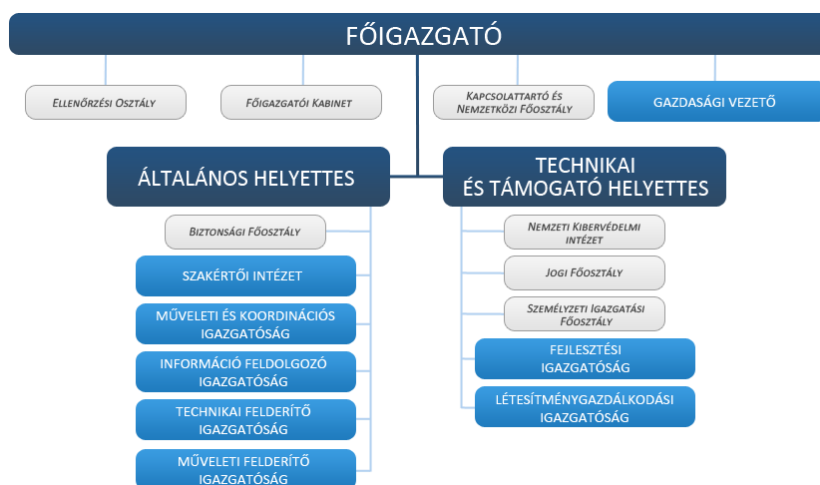 FŐIGAZGATÓ
ELLENŐRZÉSI OSZTÁLY
FŐIGAZGATÓI KABINET
KAPCSOLATTARTÓ ÉS
NEMZETKÖZI FŐOSZTÁLY
GAZDASÁGI VEZETŐ
ÁLTALÁNOS HELYETTES
BIZTONSÁGI FŐOSZTÁLY
SZAKÉRTŐI INTÉZET
MŰVELETI ÉS KOORDINÁCIÓS
IGAZGATÓSÁG
INFORMÁCIÓ FELDOLGOZÓ
IGAZGATÓSÁG
TECHNIKAI FELDERÍTŐ
IGAZGATÓSÁG
MŰVELETI FELDERÍTŐ
IGAZGATÓSÁG
TECHNIKAI
ÉS TÁMOGATÓ HELYETTES
NEMZETI KIBERVÉDELMI
INTÉZET
JOGI FŐOSZTÁLY
SZEMÉLYZETI IGAZGATÁSI
FŐOSZTÁLY
FEJLESZTÉSI
IGAZGATÓSÁG
LÉTESÍTMÉNYGAZDÁLKODÁSI
IGAZGATÓSÁG